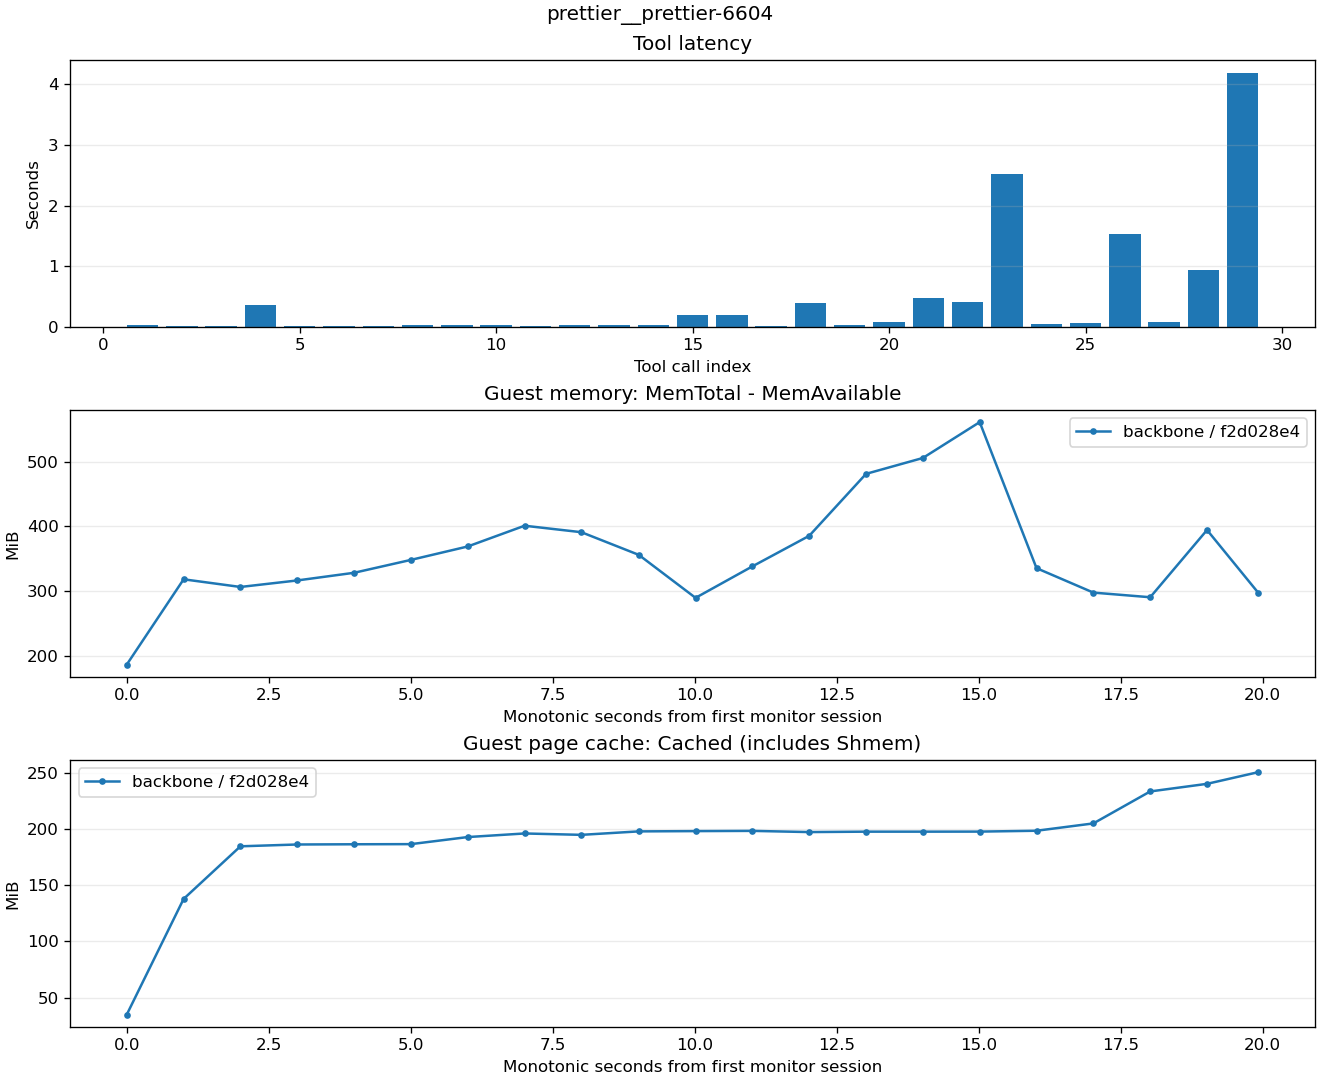 prettier__prettier-6604
Tool latency
4
3
2
1
0
Seconds
0 5 10 15 20 25 30
Tool call index
Guest memory: MemTotal - MemAvailable
backbone / f2d028e4
500
400
300
200
MiB
0.0 2.5 5.0 7.5 10.0 12.5 15.0 17.5 20.0
Monotonic seconds from first monitor session
Guest page cache: Cached (includes Shmem)
backbone / f2d028e4
250
200
150
100
50
MiB
0.0 2.5 5.0 7.5 10.0 12.5 15.0 17.5 20.0
Monotonic seconds from first monitor session